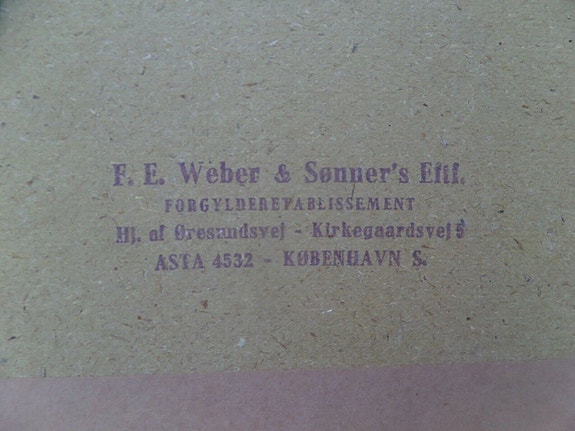 F. E. Weber & Sønner's Eftf.
FORGYLDERETABLISSEMENT
Hj. af Øresundsvej - Kirkegaardsvej 5
ASTA 4532 - KØBENHAVN S.